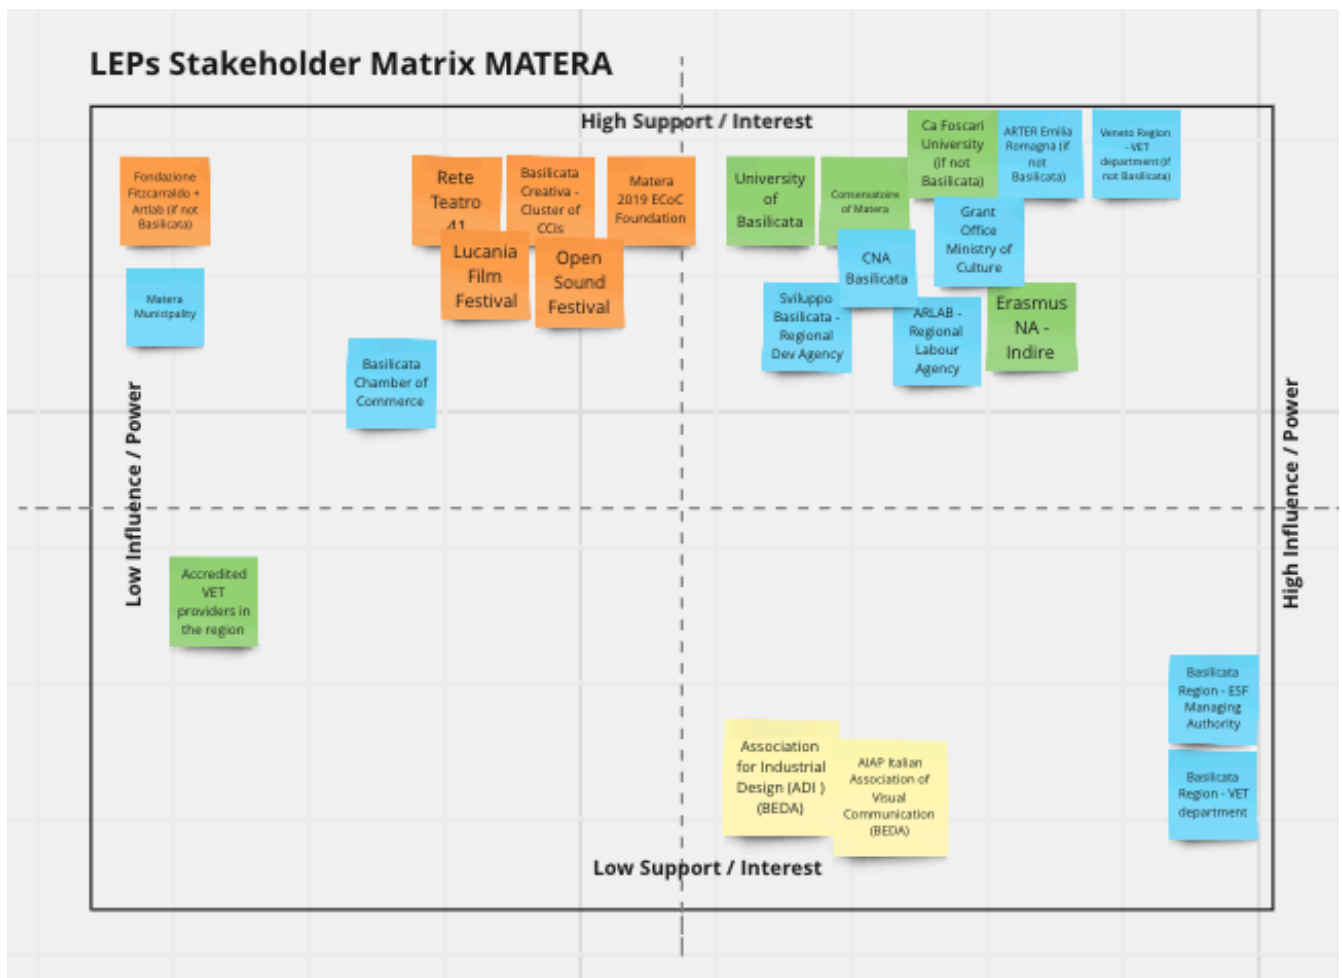 LEPs Stakeholder Matrix MATERA
High Support / Interest
Fondazione
Fitzcarraldo +
Artlab (if not
Basilicata)
Rete
Teatro
41
Basilicata
Creativa -
Cluster of
CCIs
Matera
2019 ECoC
Foundation
University
of
Basilicata
Conservatoire
of Matera
Ca Foscari
University
(if not
Basilicata)
ARTER Emilia
Romagna (if
not
Basilicata)
Veneto Region
- VET
department (if
not Basilicata)
Matera
Municipality
Lucania
Film
Festival
Open
Sound
Festival
CNA
Basilicata
Grant
Office
Ministry of
Culture
Basilicata
Chamber of
Commerce
Sviluppo
Basilicata -
Regional
Dev Agency
ARLAB -
Regional
Labour
Agency
Erasmus
NA -
Indire
Low Influence / Power
High Influence / Power
Accredited
VET
providers in
the region
Basilicata
Region - ESF
Managing
Authority
Association
for Industrial
Design (ADI )
(BEDA)
AIAP Italian
Association of
Visual
Communication
(BEDA)
Basilicata
Region - VET
department
Low Support / Interest